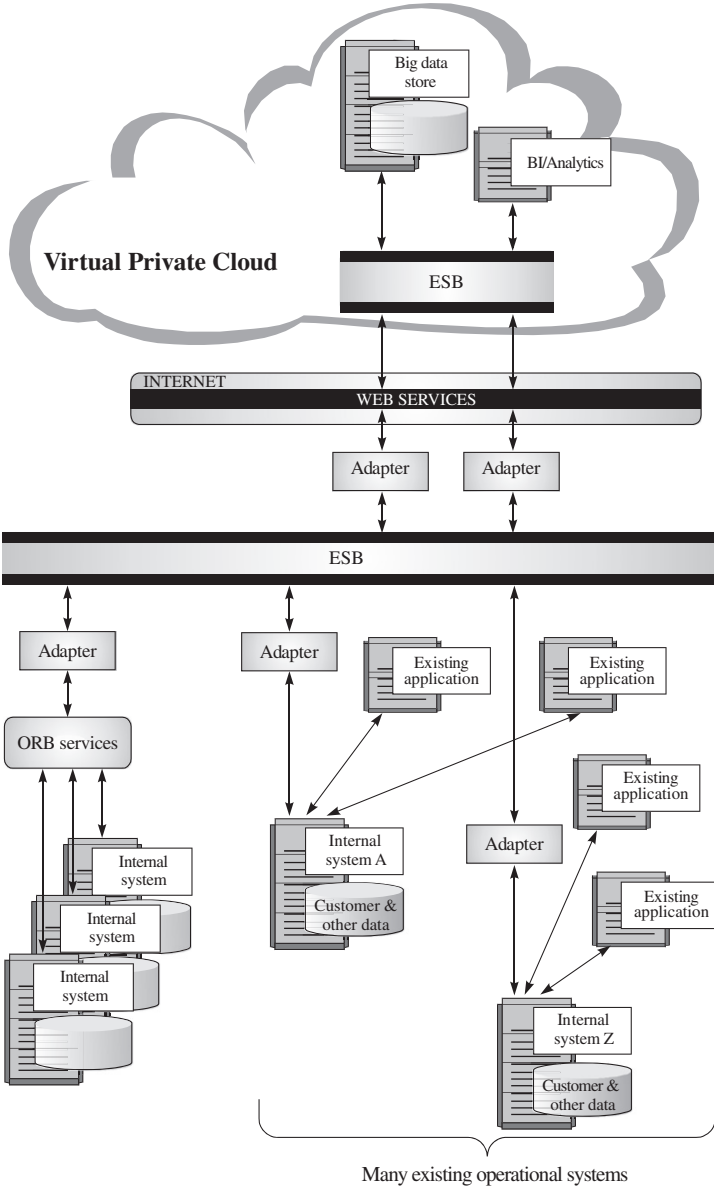 Big data
store
BI/Analytics
Virtual Private Cloud
ESB
INTERNET
WEB SERVICES
Adapter
Adapter
ESB
Adapter
Adapter
Existing
application
Existing
application
ORB services
Existing
application
Internal
system
Internal
system A
Adapter
Customer &
other data
Existing
application
Internal
system
Internal
system
Internal
system Z
Customer &
other data
Many existing operational systems